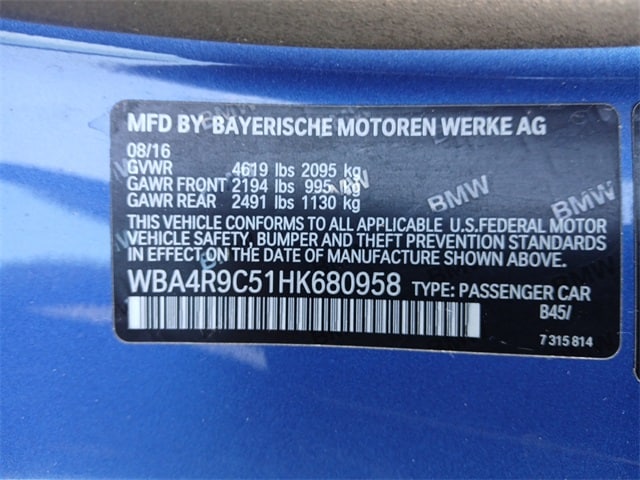 MFD BY BAYERISCHE MOTOREN WERKE AG
08/16
GVWR 4619 lbs 2095 kg
GAWR FRONT 2194 lbs 995 kg
GAWR REAR 2491 lbs 1130 kg
THIS VEHICLE CONFORMS TO ALL APPLICABLE U.S.FEDERAL MOTOR
VEHICLE SAFETY, BUMPER AND THEFT PREVENTION STANDARDS
IN EFFECT ON THE DATE OF MANUFACTURE SHOWN ABOVE.
WBA4R9C51HK680958 TYPE: PASSENGER CAR
B45/
7 315 814
BMW
BMW